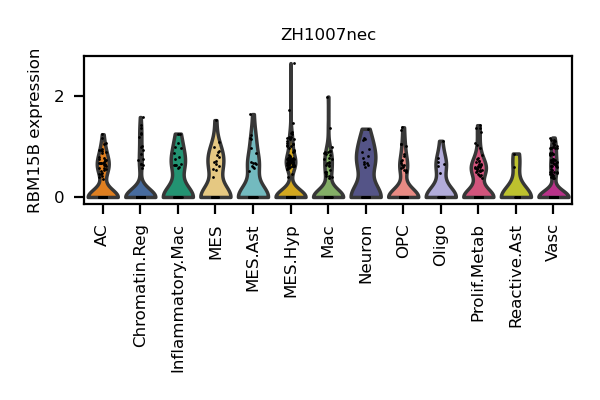 ZH1007nec
RBM15B expression
2
0
AC
Chromatin.Reg
Inflammatory.Mac
MES
MES.Ast
MES.Hyp
Mac
Neuron
OPC
Oligo
Prolif.Metab
Reactive.Ast
Vasc